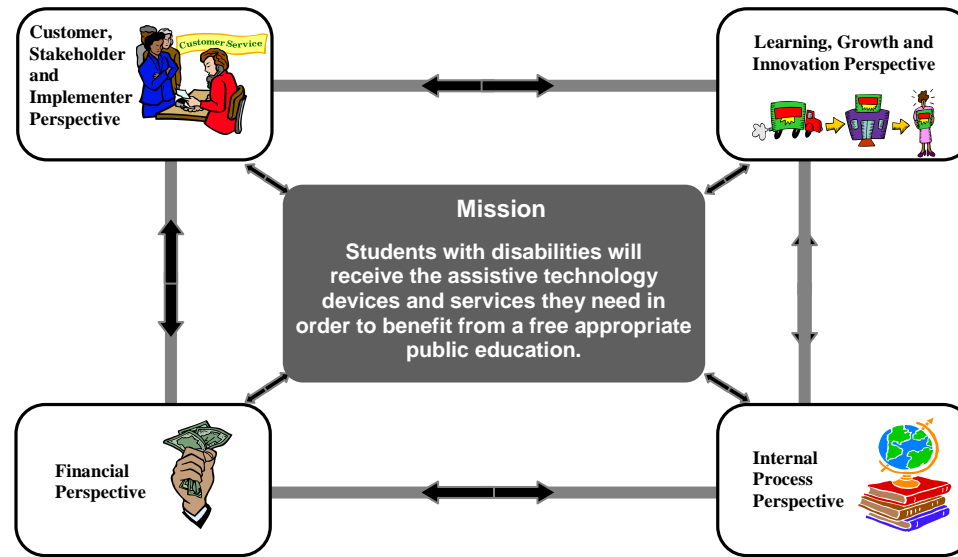 Customer,
Stakeholder
and
Implementer
Perspective
Customer Service
Learning, Growth and
Innovation Perspective
Mission
Students with disabilities will
receive the assistive technology
devices and services they need in
order to benefit from a free appropriate
public education.
Financial
Perspective
Internal
Process
Perspective